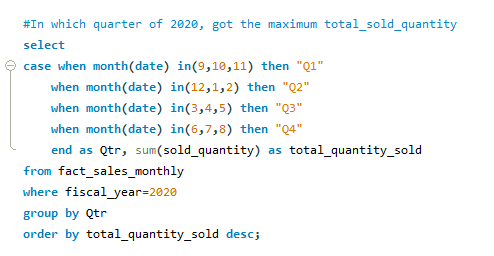 #In which quarter of 2020, got the maximum total_sold_quantity
select
case when month(date) in(9,10,11) then "Q1"
when month(date) in(12,1,2) then "Q2"
when month(date) in(3,4,5) then "Q3"
when month(date) in(6,7,8) then "Q4"
end as Qtr, sum(sold_quantity) as total_quantity_sold
from fact_sales_monthly
where fiscal_year=2020
group by Qtr
order by total_quantity_sold desc;